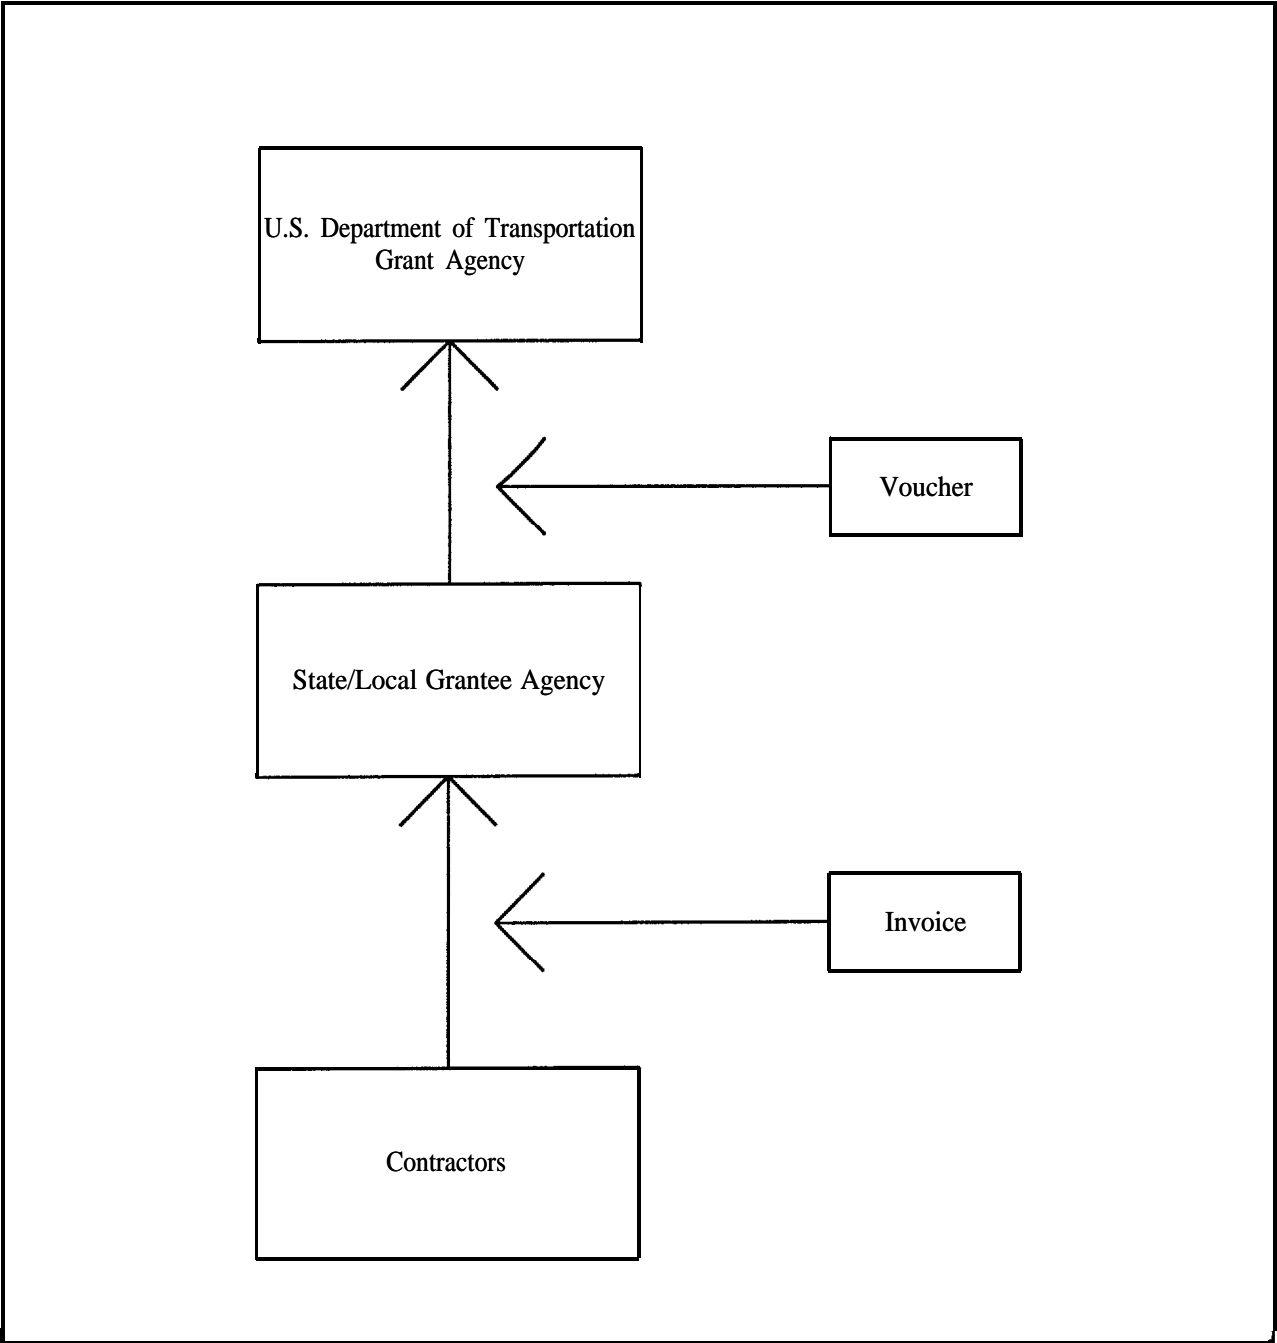 U.S. Department of Transportation
Grant Agency
Voucher
State/Local Grantee Agency
Invoice
Contractors